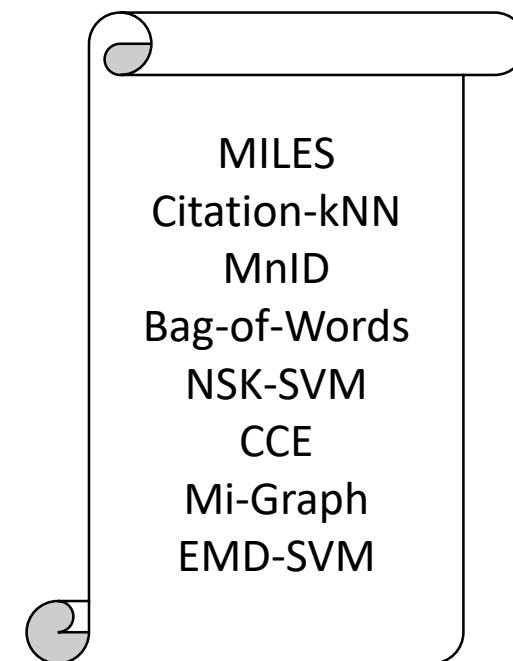 MILES
Citation-kNN
MnID
Bag-of-Words
NSK-SVM
CCE
Mi-Graph
EMD-SVM